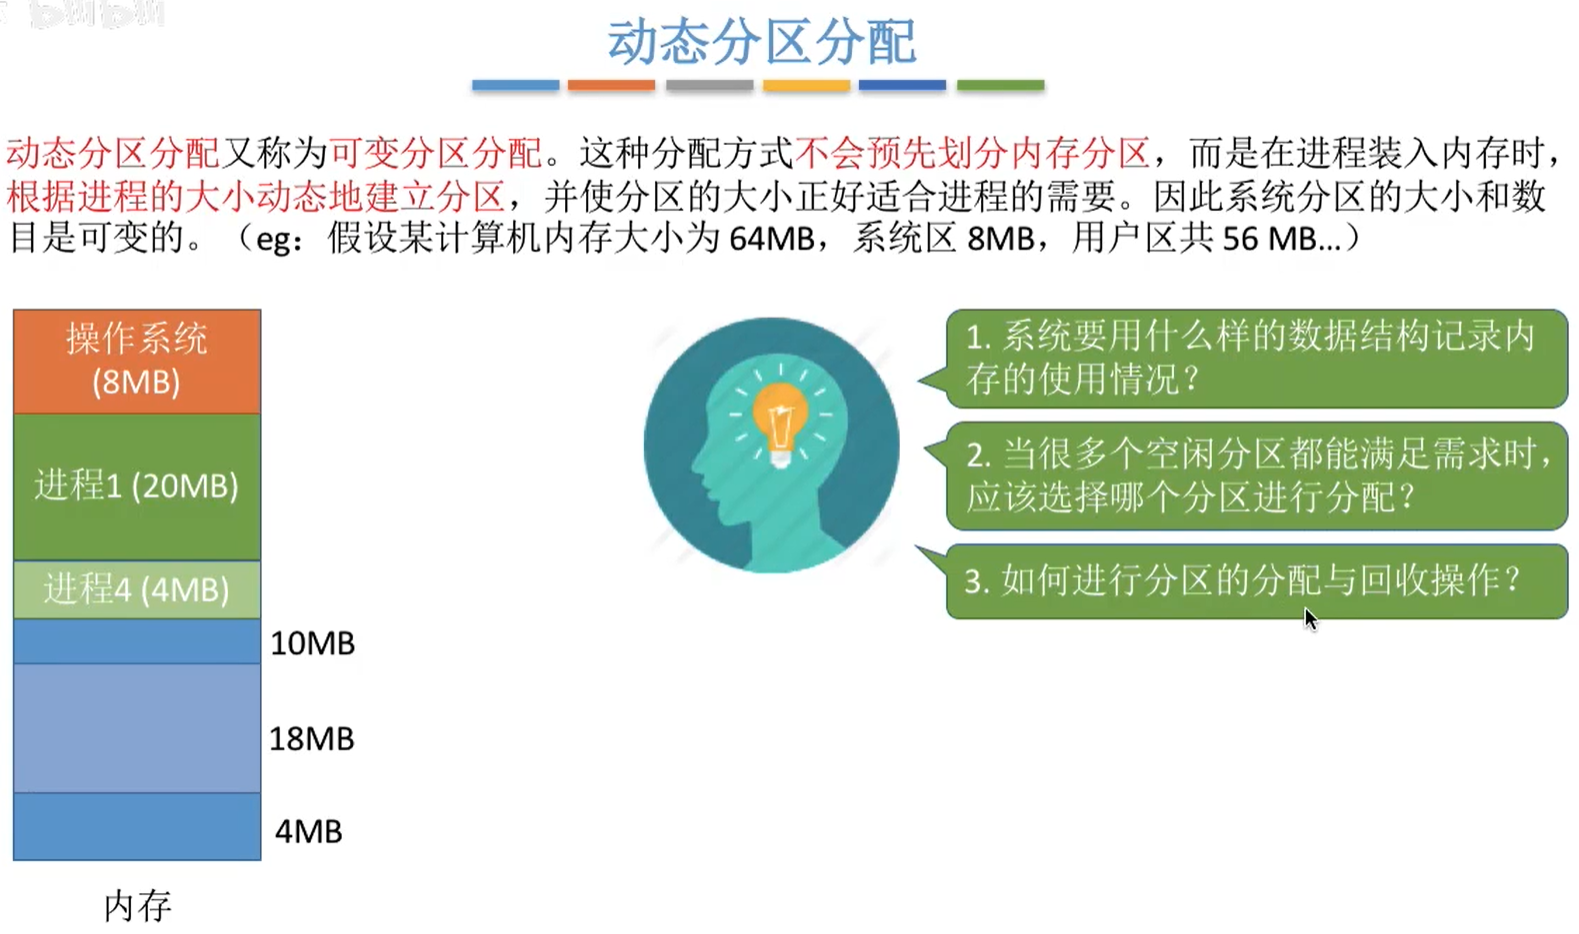 动态分区分配
动态分区分配又称为可变分区分配。这种分配方式不会预先划分内存分区，而是在进程装入内存时，
根据进程的大小动态地建立分区，并使分区的大小正好适合进程的需要。因此系统分区的大小和数
目是可变的。（eg：假设某计算机内存大小为 64MB，系统区 8MB，用户区共 56 MB…）
操作系统
(8MB)
进程1 (20MB)
进程4 (4MB)
10MB
18MB
4MB
内存
1. 系统要用什么样的数据结构记录内
存的使用情况？
2. 当很多个空闲分区都能满足需求时，
应该选择哪个分区进行分配？
3. 如何进行分区的分配与回收操作？